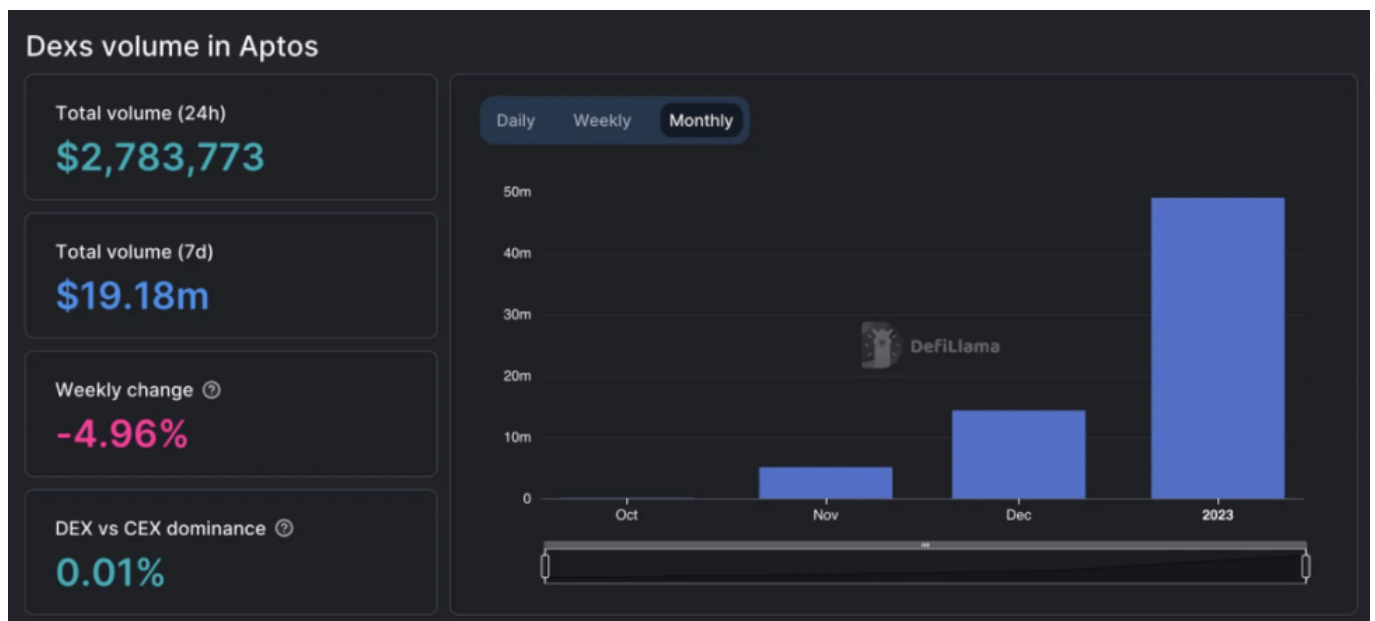 Dexs volume in Aptos
Total volume (24h)
$2,783,773
Total volume (7d)
$19.18m
Weekly change ?
-4.96%
DEX vs CEX dominance ?
0.01%
Daily Weekly Monthly
50m
40m
30m
20m
10m
0
DefiLlama
Oct Nov Dec 2023